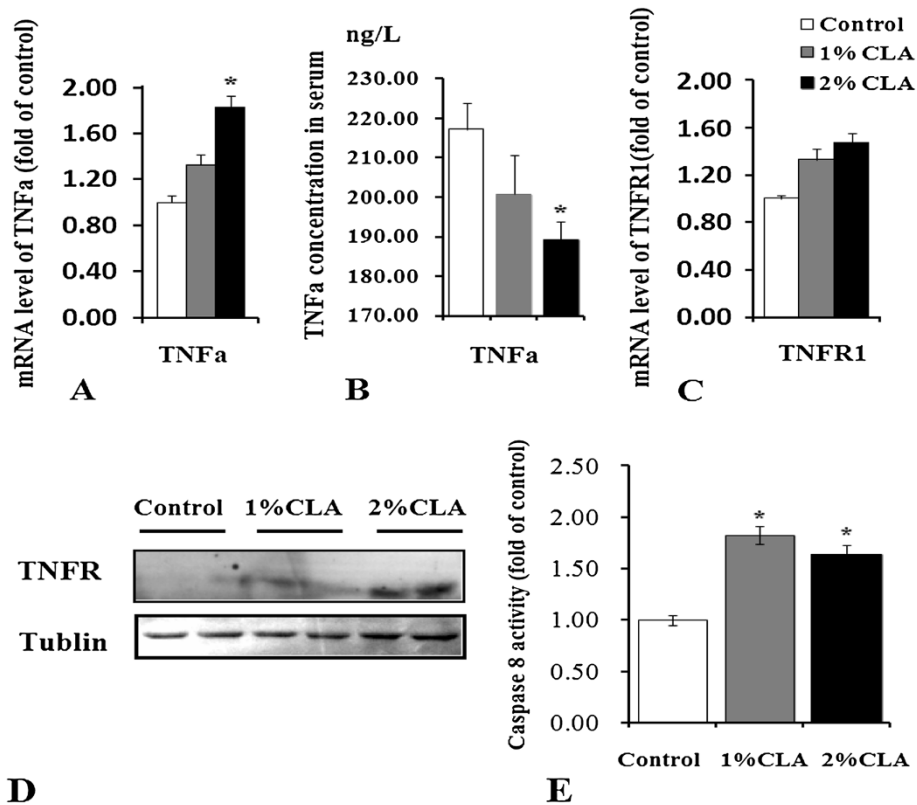 mRNA level of TNFa (fold of control)
2.00
1.60
1.20
0.80
0.40
0.00
*
TNFa
A
ng/L
TNFa concentration in serum
230.00
220.00
210.00
200.00
190.00
180.00
170.00
*
TNFa
B
Control
1% CLA
2% CLA
mRNA level of TNFR1(fold of control)
2.00
1.60
1.20
0.80
0.40
0.00
TNFR1
C
Control 1%CLA 2%CLA
TNFR
Tublin
D
Caspase 8 activity (fold of control)
2.50
2.00
1.50
1.00
0.50
0.00
*
*
Control 1%CLA 2%CLA
E